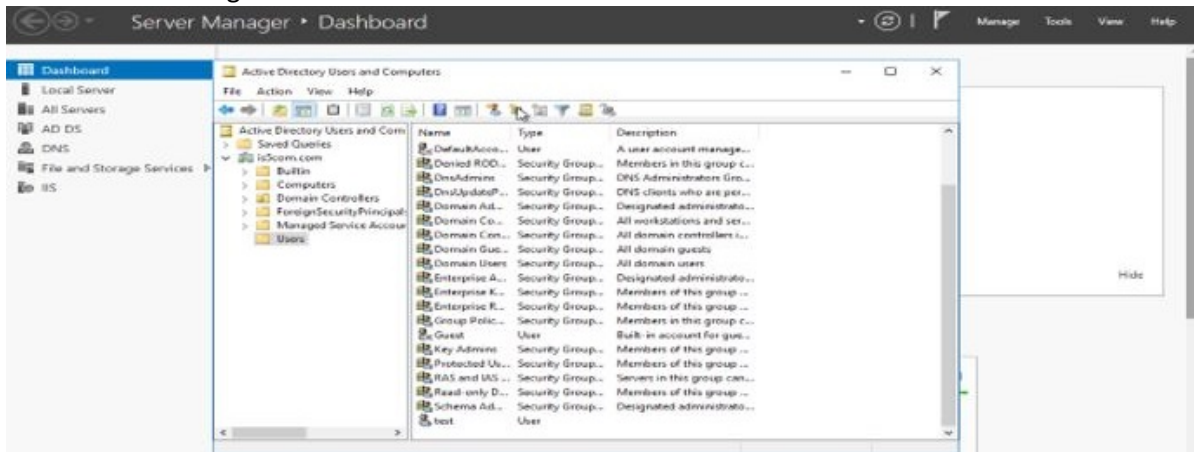 Server Manager • Dashboard
Manage Tools View Help
Dashboard
Local Server
All Servers
AD DS
DNS
File and Storage Services
IIS
Active Directory Users and Computers
File Action View Help
Active Directory Users and Com
Saved Queries
is5com.com
Builtin
Computers
Domain Controllers
ForeignSecurityPrincipal
Managed Service Accou
Users
Name Type Description
DefaultAcco... User A user account manage...
Denied ROD... Security Group... Members in this group c...
DnsAdmins Security Group... DNS Administrators Gro...
DnsUpdateP... Security Group... DNS clients who are per...
Domain Ad... Security Group... Designated administrato...
Domain Co... Security Group... All workstations and ser...
Domain Con... Security Group... All domain controllers i...
Domain Gue... Security Group... All domain guests
Domain Users Security Group... All domain users
Enterprise A... Security Group... Designated administrato...
Enterprise K... Security Group... Members of this group ...
Enterprise R... Security Group... Members of this group ...
Group Polic... Security Group... Members in this group c...
Guest User Built-in account for gue...
Key Admins Security Group... Members of this group ...
Protected Us... Security Group... Members of this group ...
RAS and IAS ... Security Group... Servers in this group can...
Read-only D... Security Group... Members of this group ...
Schema Ad... Security Group... Designated administrato...
test User
Hide